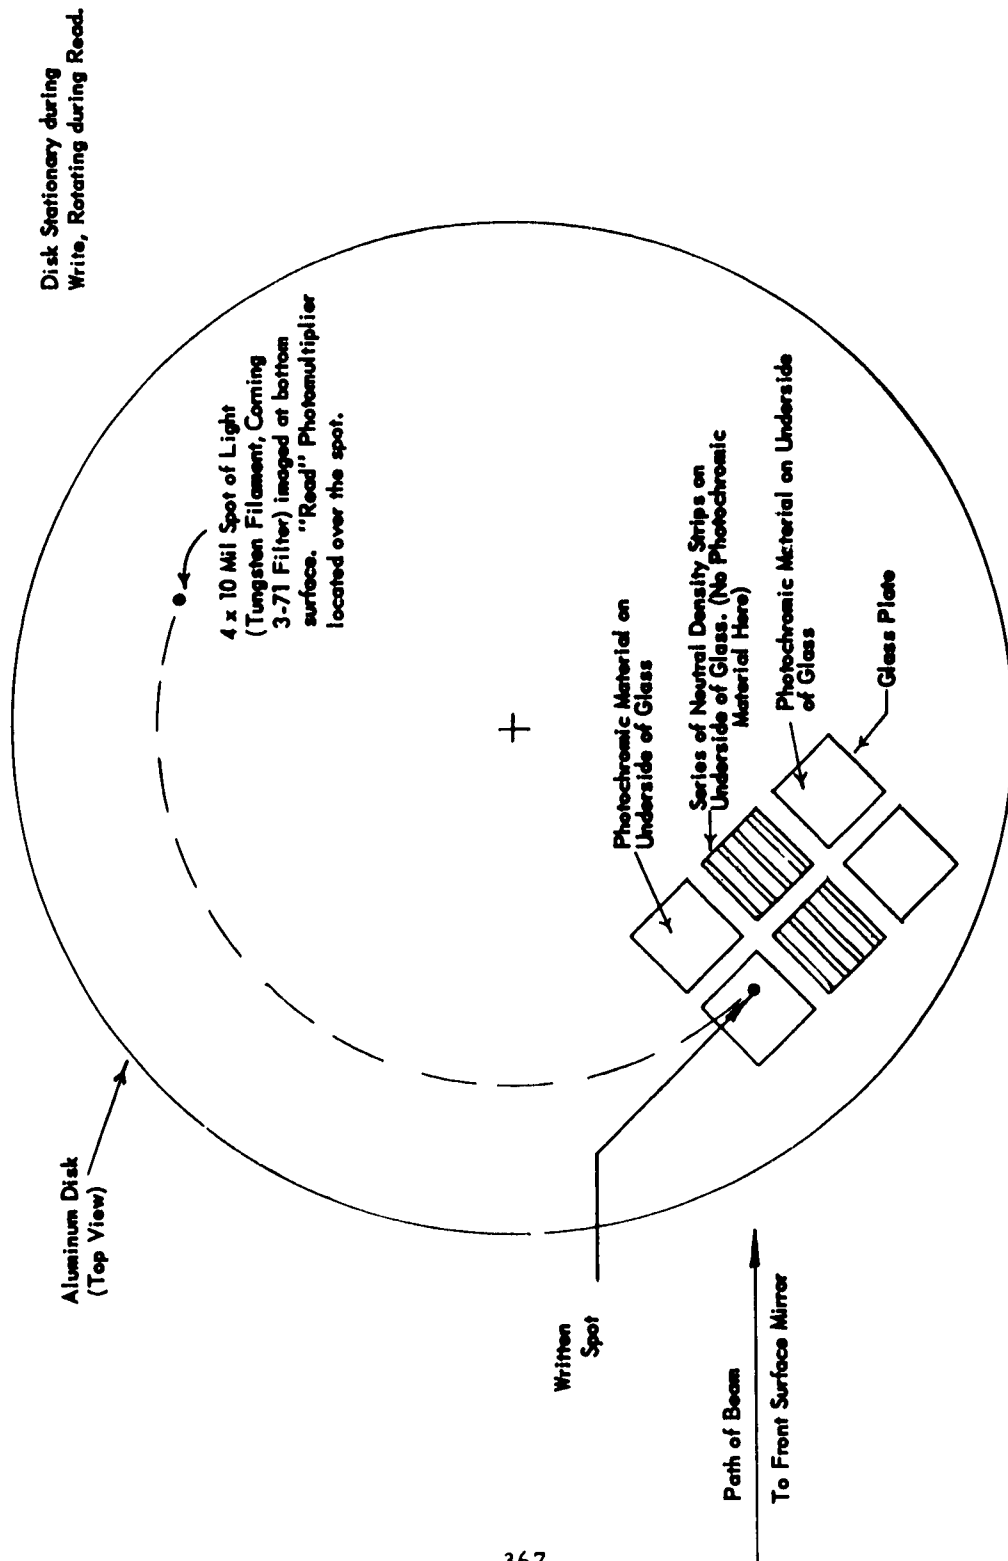 Disk Stationary during
Write, Rotating during Read.
4 x 10 Mil Spot of Light
(Tungsten Filament, Corning
3-71 Filter) imaged at bottom
surface. "Read" Photomultiplier
located over the spot.
Aluminum Disk
(Top View)
Photochromic Material on
Underside of Glass
Series of Neutral Density Strips on
Underside of Glass. (No Photochromic
Material Here)
Photochromic Material on Underside
of Glass
Glass Plate
Written
Spot
Path of Beam
To Front Surface Mirror
367